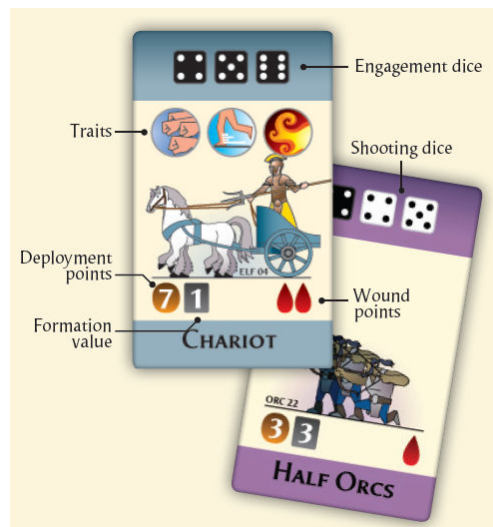 Engagement dice
Traits
Shooting dice
ELF 04
Deployment
points
7 1
Wound
points
Formation
value
CHARIOT
ORC 22
3 3
HALF ORCS